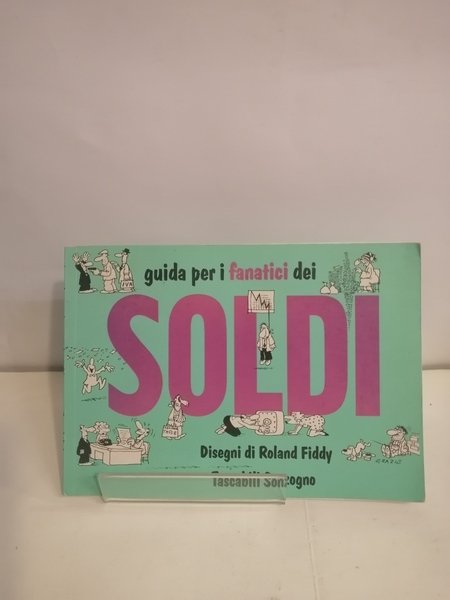 guida per i fanatici dei
SOLDI
Disegni di Roland Fiddy
Tascabili Sonzogno